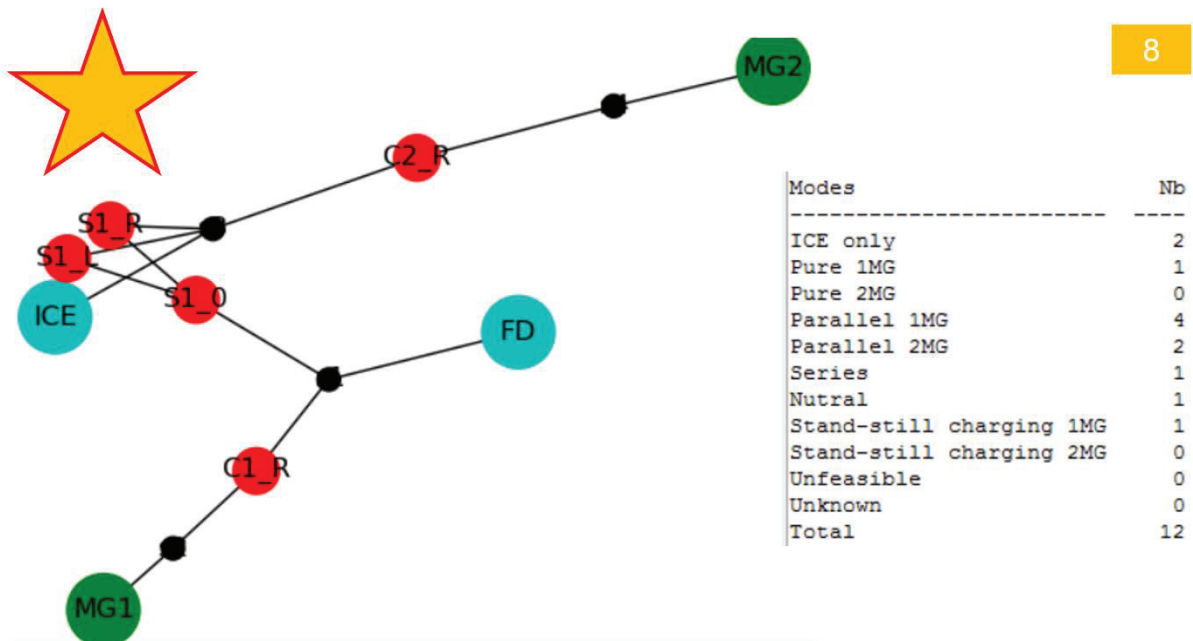 8
MG2
C2_R
S1_R
S1_L
S1_0
ICE
FD
C1_R
MG1
Modes Nb
------------------------ ----
ICE only 2
Pure 1MG 1
Pure 2MG 0
Parallel 1MG 4
Parallel 2MG 2
Series 1
Nutral 1
Stand-still charging 1MG 1
Stand-still charging 2MG 0
Unfeasible 0
Unknown 0
Total 12